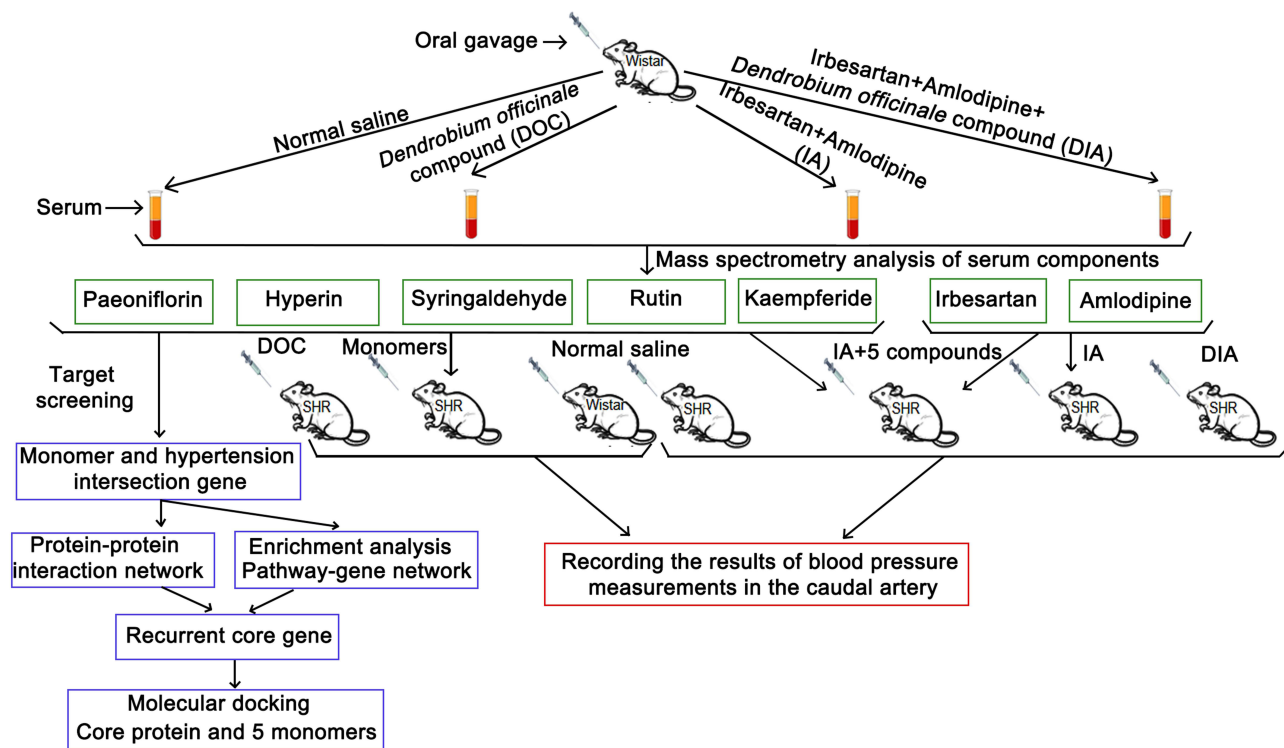 Oral gavage
Wistar
Normal saline
Dendrobium officinale
compound (DOC)
Irbesartan+Amlodipine
(IA)
Irbesartan+Amlodipine+
Dendrobium officinale compound (DIA)
Serum
Mass spectrometry analysis of serum components
Paeoniflorin
Hyperin
Syringaldehyde
Rutin
Kaempferide
Irbesartan
Amlodipine
Target
screening
DOC
Monomers
Normal saline
IA+5 compounds
IA
DIA
SHR
SHR
Wistar
SHR
SHR
SHR
SHR
Monomer and hypertension
intersection gene
Protein-protein
interaction network
Enrichment analysis
Pathway-gene network
Recording the results of blood pressure
measurements in the caudal artery
Recurrent core gene
Molecular docking
Core protein and 5 monomers